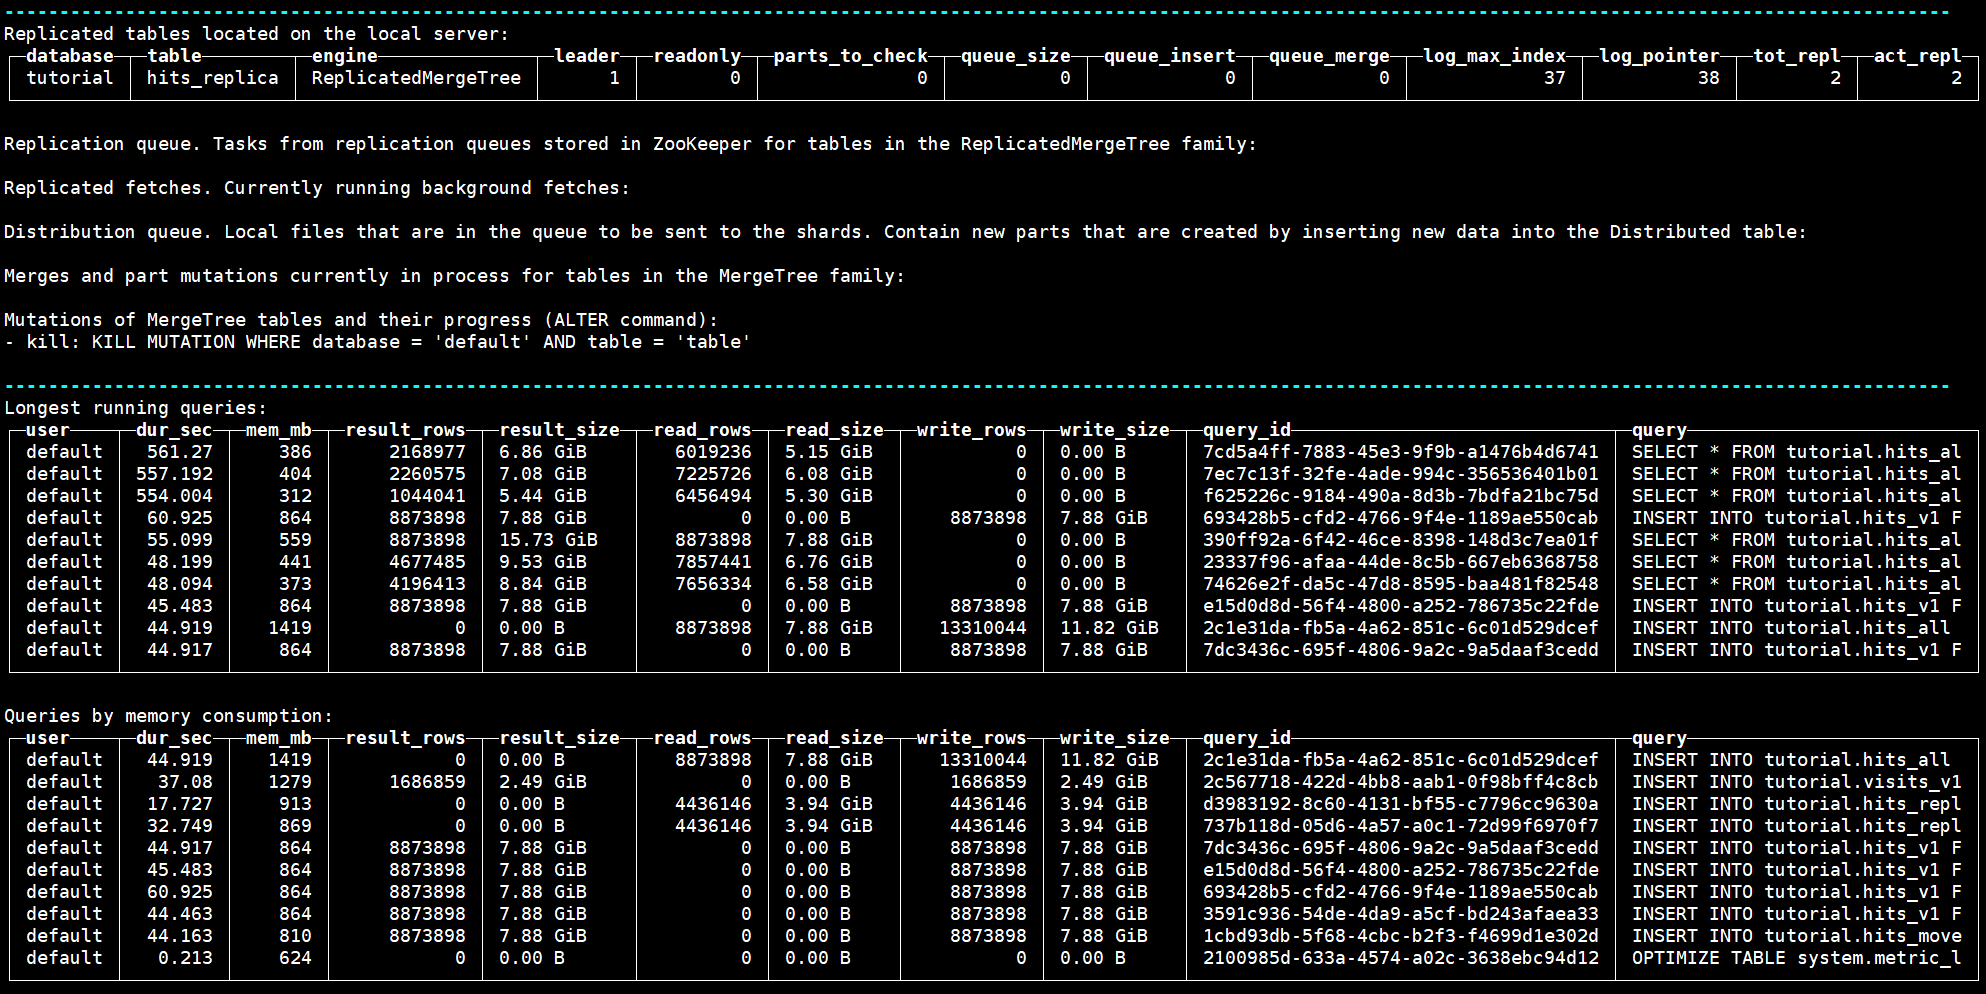 Replicated tables located on the local server:
database table engine leader readonly parts_to_check queue_size queue_insert queue_merge log_max_index log_pointer tot_repl act_repl
tutorial hits_replica ReplicatedMergeTree 1 0 0 0 0 0 37 38 2 2
Replication queue. Tasks from replication queues stored in ZooKeeper for tables in the ReplicatedMergeTree family:
Replicated fetches. Currently running background fetches:
Distribution queue. Local files that are in the queue to be sent to the shards. Contain new parts that are created by inserting new data into the Distributed table:
Merges and part mutations currently in process for tables in the MergeTree family:
Mutations of MergeTree tables and their progress (ALTER command):
- kill: KILL MUTATION WHERE database = 'default' AND table = 'table'
Longest running queries:
user dur_sec mem_mb result_rows result_size read_rows read_size write_rows write_size query_id query
default 561.27 386 2168977 6.86 GiB 6019236 5.15 GiB 0 0.00 B 7cd5a4ff-7883-45e3-9f9b-a1476b4d6741 SELECT * FROM tutorial.hits_al
default 557.192 404 2260575 7.08 GiB 7225726 6.08 GiB 0 0.00 B 7ec7c13f-32fe-4ade-994c-356536401b01 SELECT * FROM tutorial.hits_al
default 554.004 312 1044041 5.44 GiB 6456494 5.30 GiB 0 0.00 B f625226c-9184-490a-8d3b-7bdfa21bc75d SELECT * FROM tutorial.hits_al
default 60.925 864 8873898 7.88 GiB 0 0.00 B 8873898 7.88 GiB 693428b5-cfd2-4766-9f4e-1189ae550cab INSERT INTO tutorial.hits_v1 F
default 55.099 559 8873898 15.73 GiB 8873898 7.88 GiB 0 0.00 B 390ff92a-6f42-46ce-8398-148d3c7ea01f SELECT * FROM tutorial.hits_al
default 48.199 441 4677485 9.53 GiB 7857441 6.76 GiB 0 0.00 B 23337f96-afaa-44de-8c5b-667eb6368758 SELECT * FROM tutorial.hits_al
default 48.094 373 4196413 8.84 GiB 7656334 6.58 GiB 0 0.00 B 74626e2f-da5c-47d8-8595-baa481f82548 SELECT * FROM tutorial.hits_al
default 45.483 864 8873898 7.88 GiB 0 0.00 B 8873898 7.88 GiB e15d0d8d-56f4-4800-a252-786735c22fde INSERT INTO tutorial.hits_v1 F
default 44.919 1419 0 0.00 B 8873898 7.88 GiB 13310044 11.82 GiB 2c1e31da-fb5a-4a62-851c-6c01d529dcef INSERT INTO tutorial.hits_all
default 44.917 864 8873898 7.88 GiB 0 0.00 B 8873898 7.88 GiB 7dc3436c-695f-4806-9a2c-9a5daaf3cedd INSERT INTO tutorial.hits_v1 F
Queries by memory consumption:
user dur_sec mem_mb result_rows result_size read_rows read_size write_rows write_size query_id query
default 44.919 1419 0 0.00 B 8873898 7.88 GiB 13310044 11.82 GiB 2c1e31da-fb5a-4a62-851c-6c01d529dcef INSERT INTO tutorial.hits_all
default 37.08 1279 1686859 2.49 GiB 0 0.00 B 1686859 2.49 GiB 2c567718-422d-4bb8-aab1-0f98bff4c8cb INSERT INTO tutorial.visits_v1
default 17.727 913 0 0.00 B 4436146 3.94 GiB 4436146 3.94 GiB d3983192-8c60-4131-bf55-c7796cc9630a INSERT INTO tutorial.hits_repl
default 32.749 869 0 0.00 B 4436146 3.94 GiB 4436146 3.94 GiB 737b118d-05d6-4a57-a0c1-72d99f6970f7 INSERT INTO tutorial.hits_repl
default 44.917 864 8873898 7.88 GiB 0 0.00 B 8873898 7.88 GiB 7dc3436c-695f-4806-9a2c-9a5daaf3cedd INSERT INTO tutorial.hits_v1 F
default 45.483 864 8873898 7.88 GiB 0 0.00 B 8873898 7.88 GiB e15d0d8d-56f4-4800-a252-786735c22fde INSERT INTO tutorial.hits_v1 F
default 60.925 864 8873898 7.88 GiB 0 0.00 B 8873898 7.88 GiB 693428b5-cfd2-4766-9f4e-1189ae550cab INSERT INTO tutorial.hits_v1 F
default 44.463 864 8873898 7.88 GiB 0 0.00 B 8873898 7.88 GiB 3591c936-54de-4da9-a5cf-bd243afaea33 INSERT INTO tutorial.hits_v1 F
default 44.163 810 8873898 7.88 GiB 0 0.00 B 8873898 7.88 GiB 1cbd93db-5f68-4cbc-b2f3-f4699d1e302d INSERT INTO tutorial.hits_move
default 0.213 624 0 0.00 B 0 0.00 B 0 0.00 B 2100985d-633a-4574-a02c-3638ebc94d12 OPTIMIZE TABLE system.metric_l